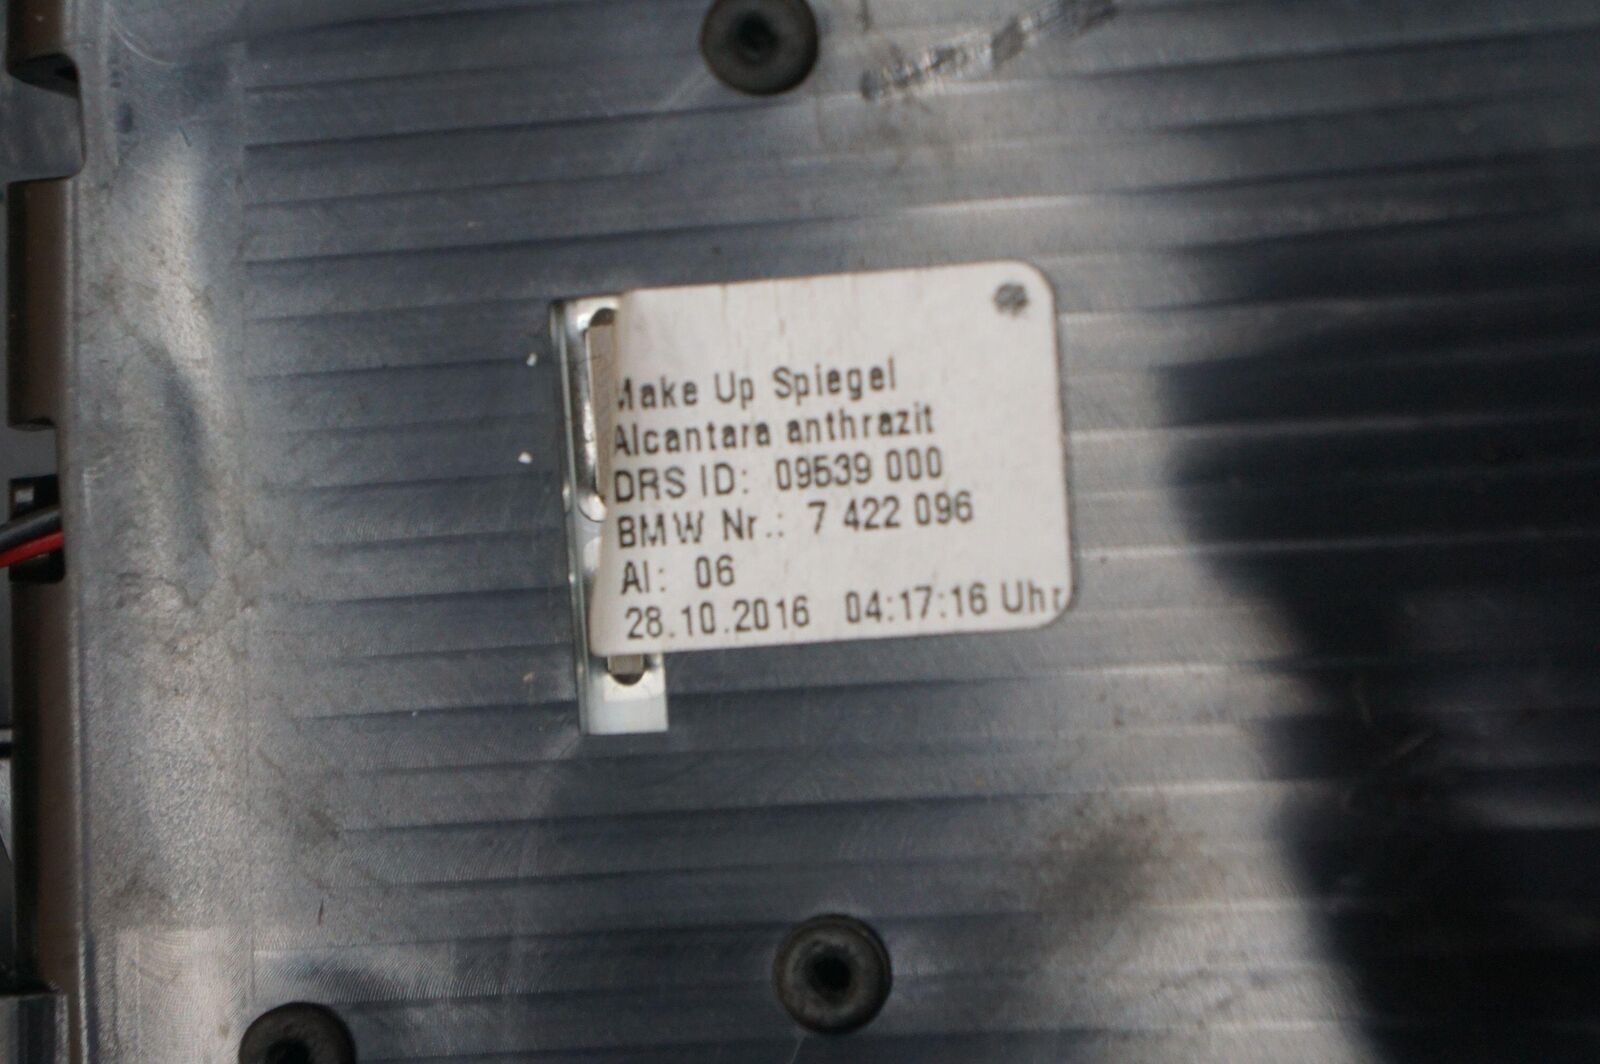 Make Up Spiegel
Alcantara anthrazit
DRS ID: 09539 000
BMW Nr.: 7 422 096
AI: 06
28.10.2016 04:17:16 Uhr